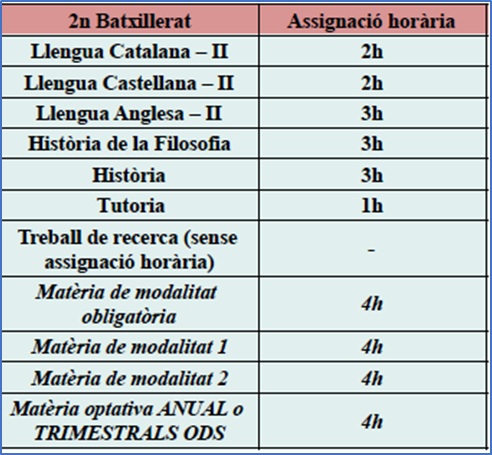 2n Batxillerat Assignació horària
Llengua Catalana – II 2h
Llengua Castellana – II 2h
Llengua Anglesa – II 3h
Història de la Filosofia 3h
Història 3h
Tutoria 1h
Treball de recerca (sense
assignació horària) -
Matèria de modalitat
obligatòria 4h
Matèria de modalitat 1 4h
Matèria de modalitat 2 4h
Matèria optativa ANUAL o
TRIMESTRALS ODS 4h